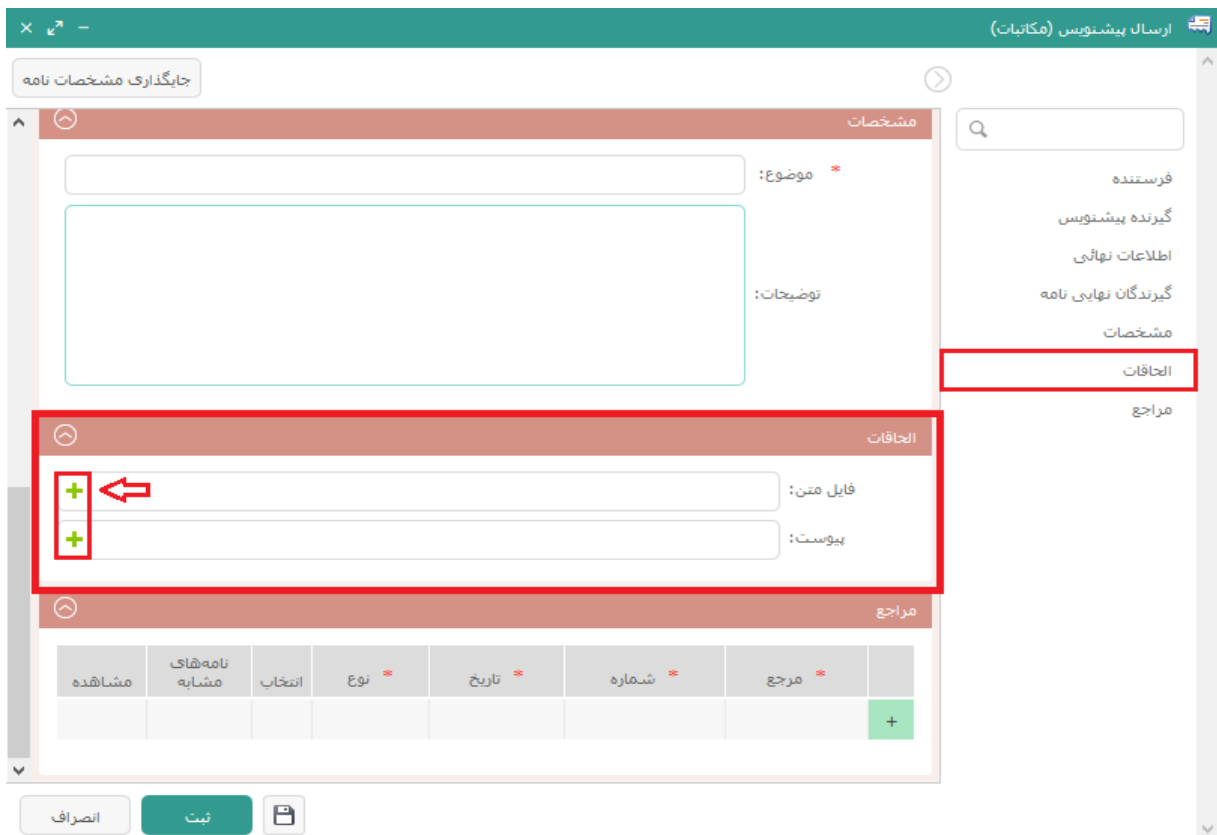 ارسال پیشنویس (مکاتبات)
جایگذاری مشخصات نامه
فرستنده
گیرنده پیشنویس
اطلاعات نهائی
گیرندگان نهایی نامه
مشخصات
الحاقات
مراجع
مشخصات
* موضوع:
توضیحات:
الحاقات
فایل متن:
پیوست:
مراجع
* مرجع * شماره * تاریخ * نوع انتخاب نامه‌های مشابه مشاهده
+
ثبت انصراف